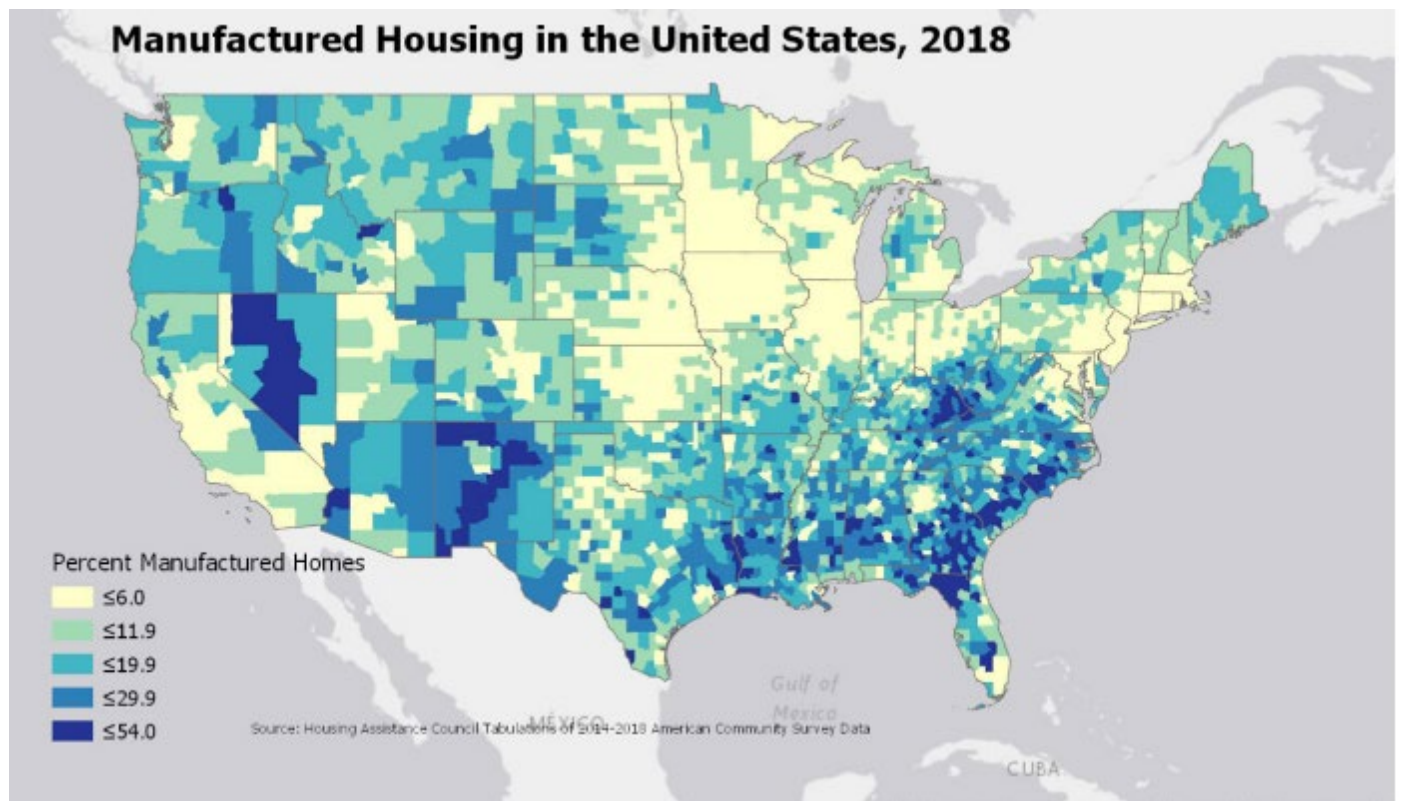 Manufactured Housing in the United States, 2018
Percent Manufactured Homes
≤6.0
≤11.9
≤19.9
≤29.9
≤54.0
Gulf of
Mexico
MÉXICO
Source: Housing Assistance Council Tabulations of 2014-2018 American Community Survey Data
CUBA